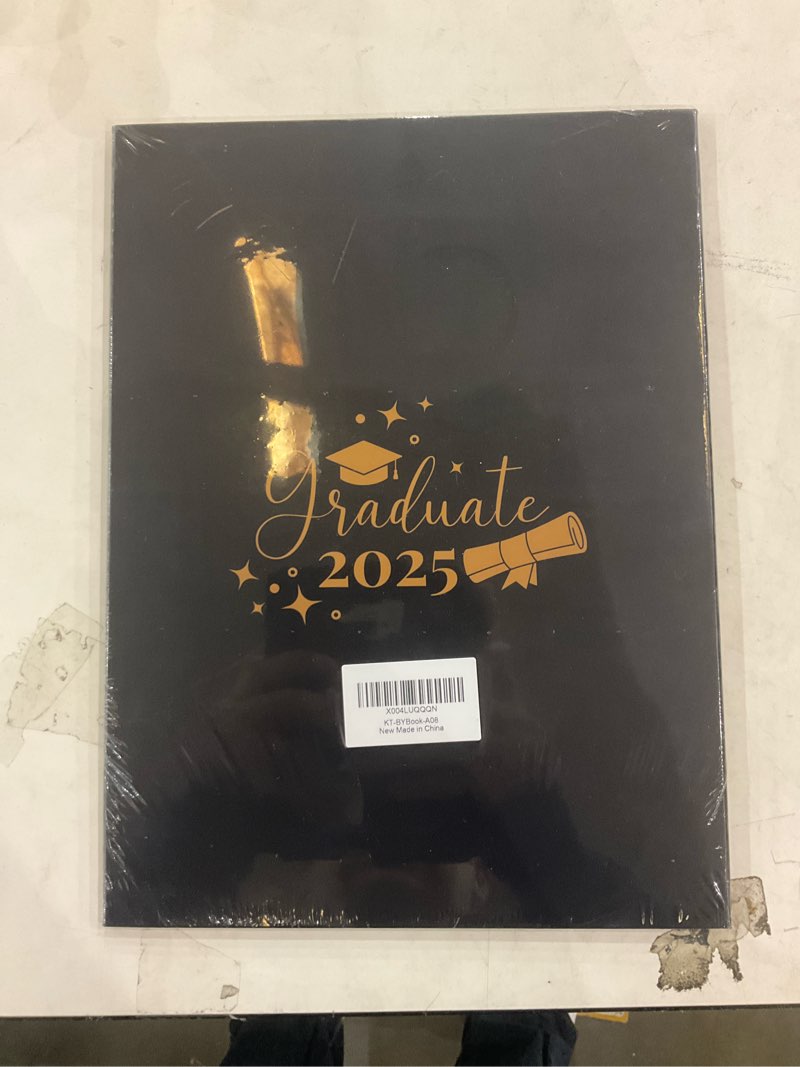 Graduate
2025
X004LUQQQN
KT-BYBook-A08
New Made in China